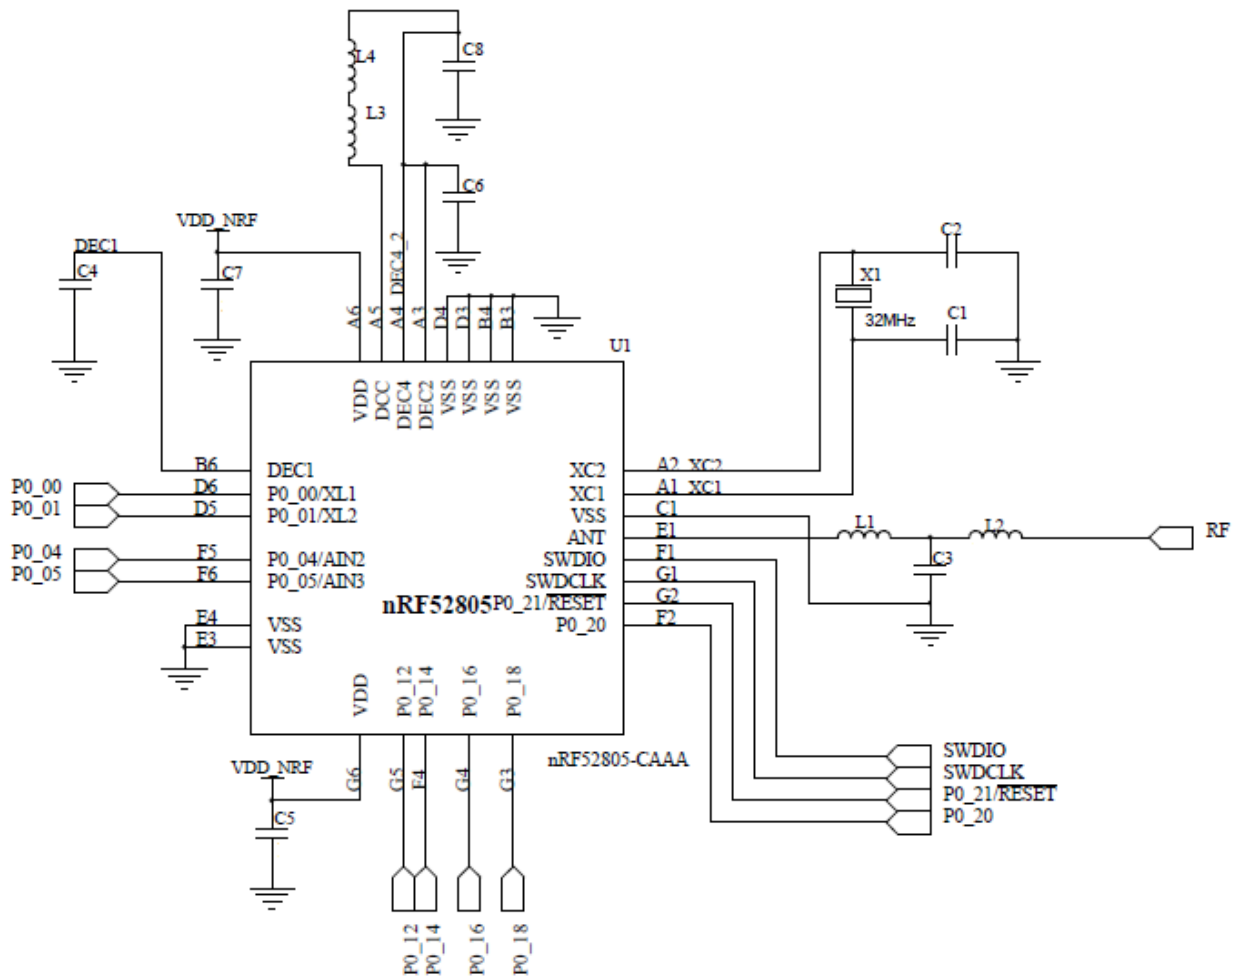 L4
C8
L3
C6
VDD_NRF
DEC1
C4
C7
A6
A5
A4
DEC4_2
A3
D4
D3
B4
B3
C2
X1
32MHz
C1
U1
VDD
DCC
DEC4
DEC2
VSS
VSS
VSS
VSS
B6 DEC1
XC2 A2 XC2
P0_00 D6 P0_00/XL1
XC1 A1 XC1
P0_01 D5 P0_01/XL2
VSS C1
ANT E1 L1 L2 RF
P0_04 F5 P0_04/AIN2
SWDIO F1 C3
P0_05 F6 P0_05/AIN3
SWDCLK G1
nRF52805
P0_21/RESET G2
E4 VSS
P0_20 F2
E3 VSS
VDD
P0_12
P0_14
P0_16
P0_18
nRF52805-CAAA
VDD_NRF
C5
G6
G5
F4
G4
G3
SWDIO
SWDCLK
P0_21/RESET
P0_20
P0_12
P0_14
P0_16
P0_18